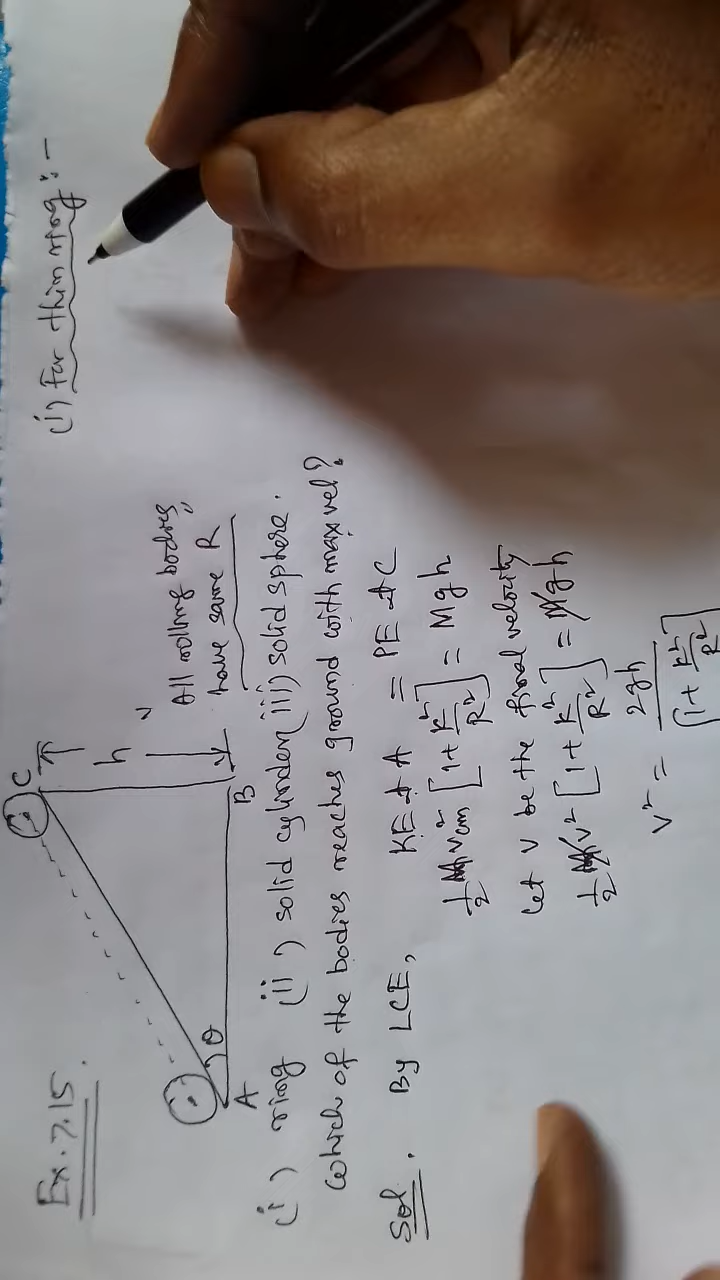 Ex. 7.15.
C
h
A
θ
B
"All rolling bodies
have same R"
(i) ring (ii) solid cylinder (iii) solid sphere.
Which of the bodies reaches ground with max vel?
Sol. By LCE,
KE at A = PE at C
1/2 M v²cm [1 + k²/R²] = Mgh
Let v be the final velocity
1/2 M v² [1 + k²/R²] = Mgh
v² = 2gh / [1 + k²/R²]
(i) For thin ring :-